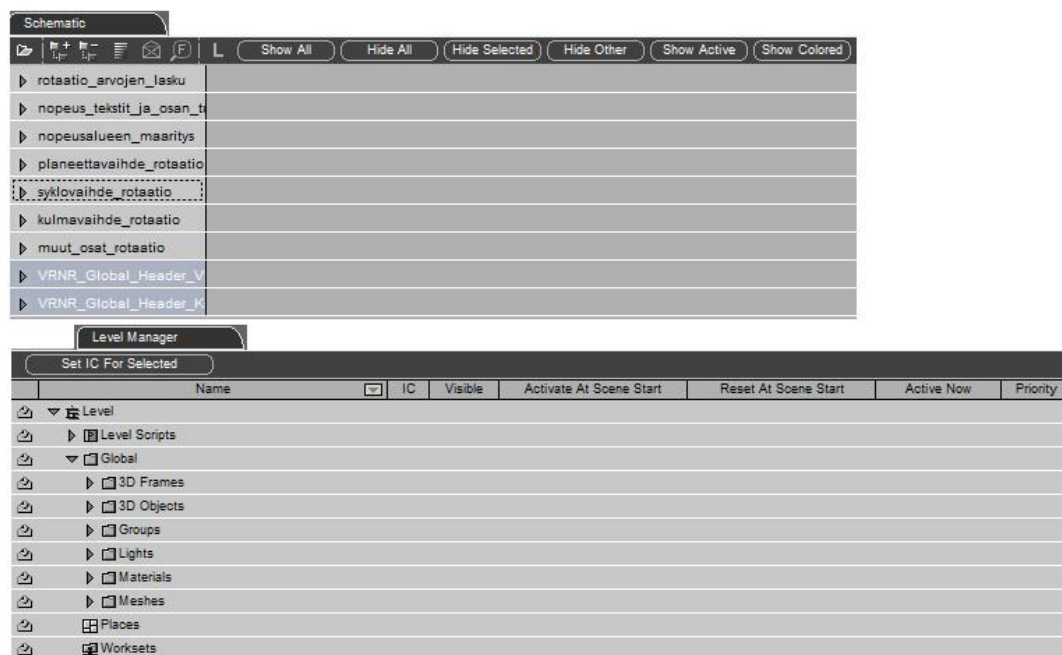 Schematic
L Show All Hide All Hide Selected Hide Other Show Active Show Colored
rotaatio_arvojen_lasku
nopeus_tekstit_ja_osan_t
nopeusalueen_maaritys
planeettavaihde_rotaatio
syklovaihde_rotaatio
kulmavaihde_rotaatio
muut_osat_rotaatio
VRNR_Global_Header_V
VRNR_Global_Header_K
Level Manager
Set IC For Selected
Name IC Visible Activate At Scene Start Reset At Scene Start Active Now Priority
Level
Level Scripts
Global
3D Frames
3D Objects
Groups
Lights
Materials
Meshes
Places
Worksets